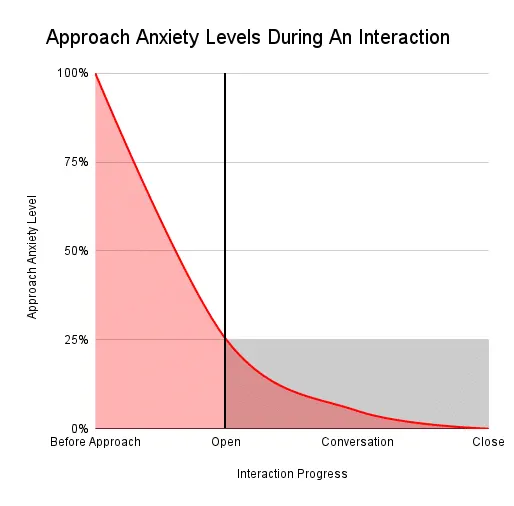 Approach Anxiety Levels During An Interaction
100%
75%
50%
25%
0%
Approach Anxiety Level
Before Approach
Open
Conversation
Close
Interaction Progress